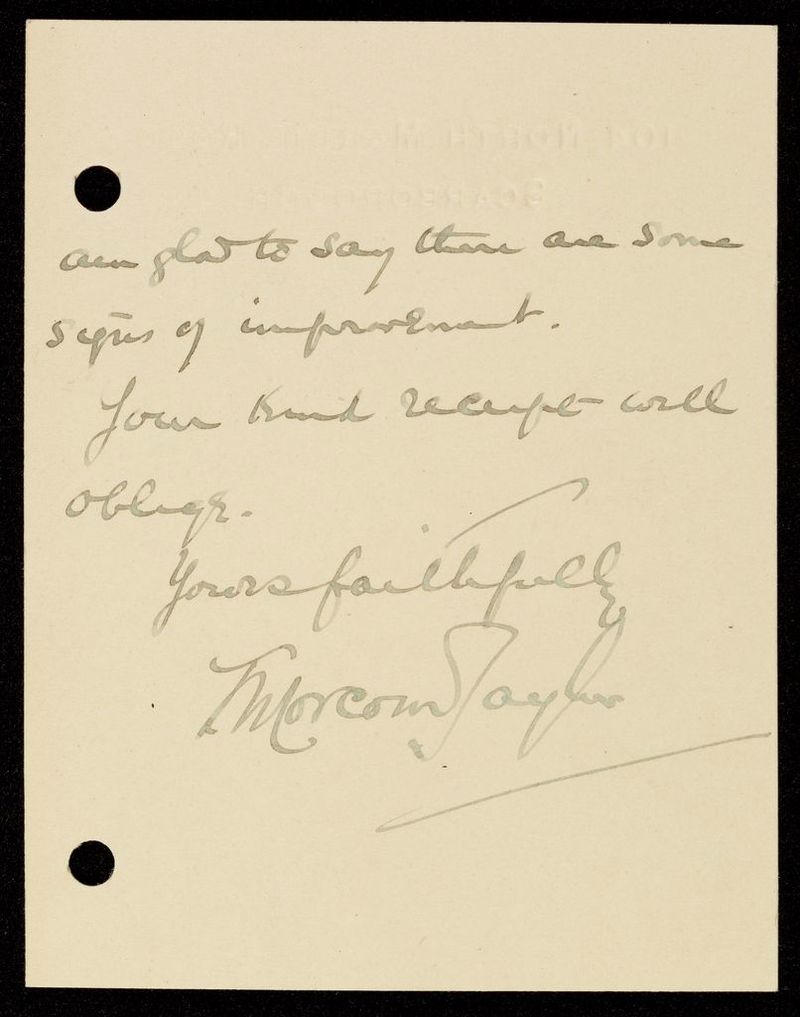 am glad to say there are some
signs of improvement.
Your kind receipt will
oblige.
Yours faithfully
Morcom Taylor